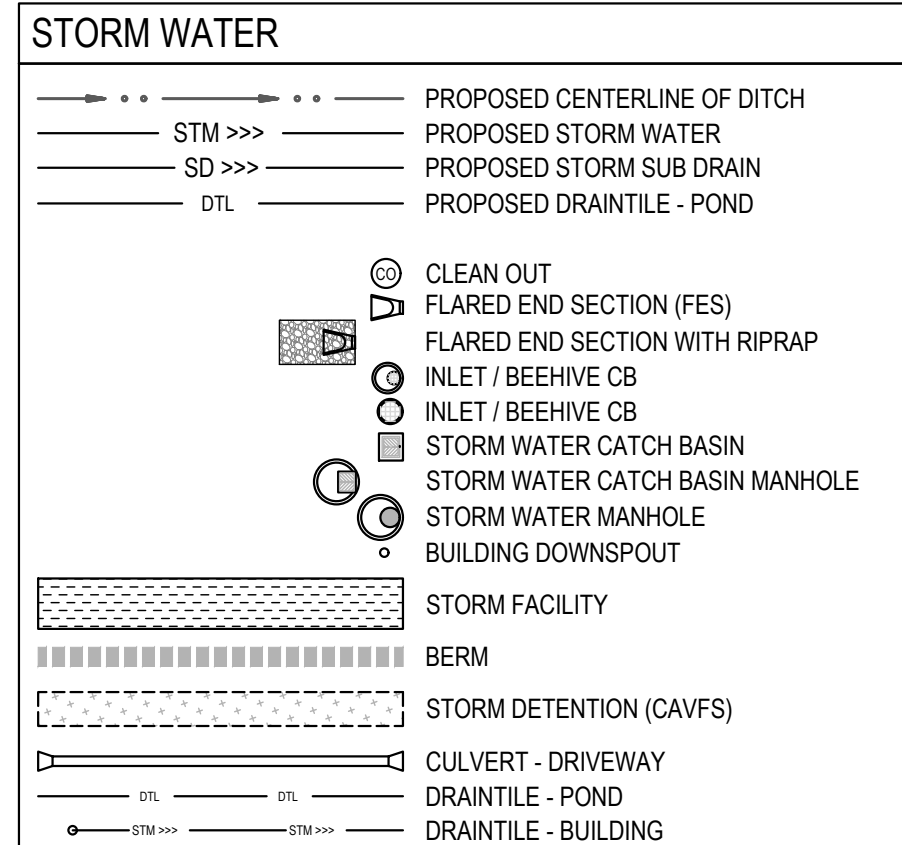 STORM WATER
PROPOSED CENTERLINE OF DITCH
STM >>> PROPOSED STORM WATER
SD >>> PROPOSED STORM SUB DRAIN
DTL PROPOSED DRAINTILE - POND
CO CLEAN OUT
FLARED END SECTION (FES)
FLARED END SECTION WITH RIPRAP
INLET / BEEHIVE CB
INLET / BEEHIVE CB
STORM WATER CATCH BASIN
STORM WATER CATCH BASIN MANHOLE
STORM WATER MANHOLE
BUILDING DOWNSPOUT
STORM FACILITY
BERM
STORM DETENTION (CAVFS)
CULVERT - DRIVEWAY
DTL DTL DRAINTILE - POND
STM >>> STM >>> DRAINTILE - BUILDING